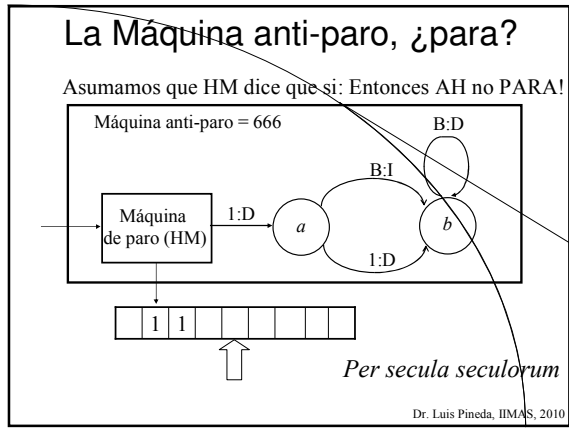 La Máquina anti-paro, ¿para?
Asumamos que HM dice que si: Entonces AH no PARA!
Máquina anti-paro = 666
B:D
B:I
Máquina
de paro (HM)
1:D
a
b
1:D
1 1
Per secula seculorum
Dr. Luis Pineda, IIMAS, 2010